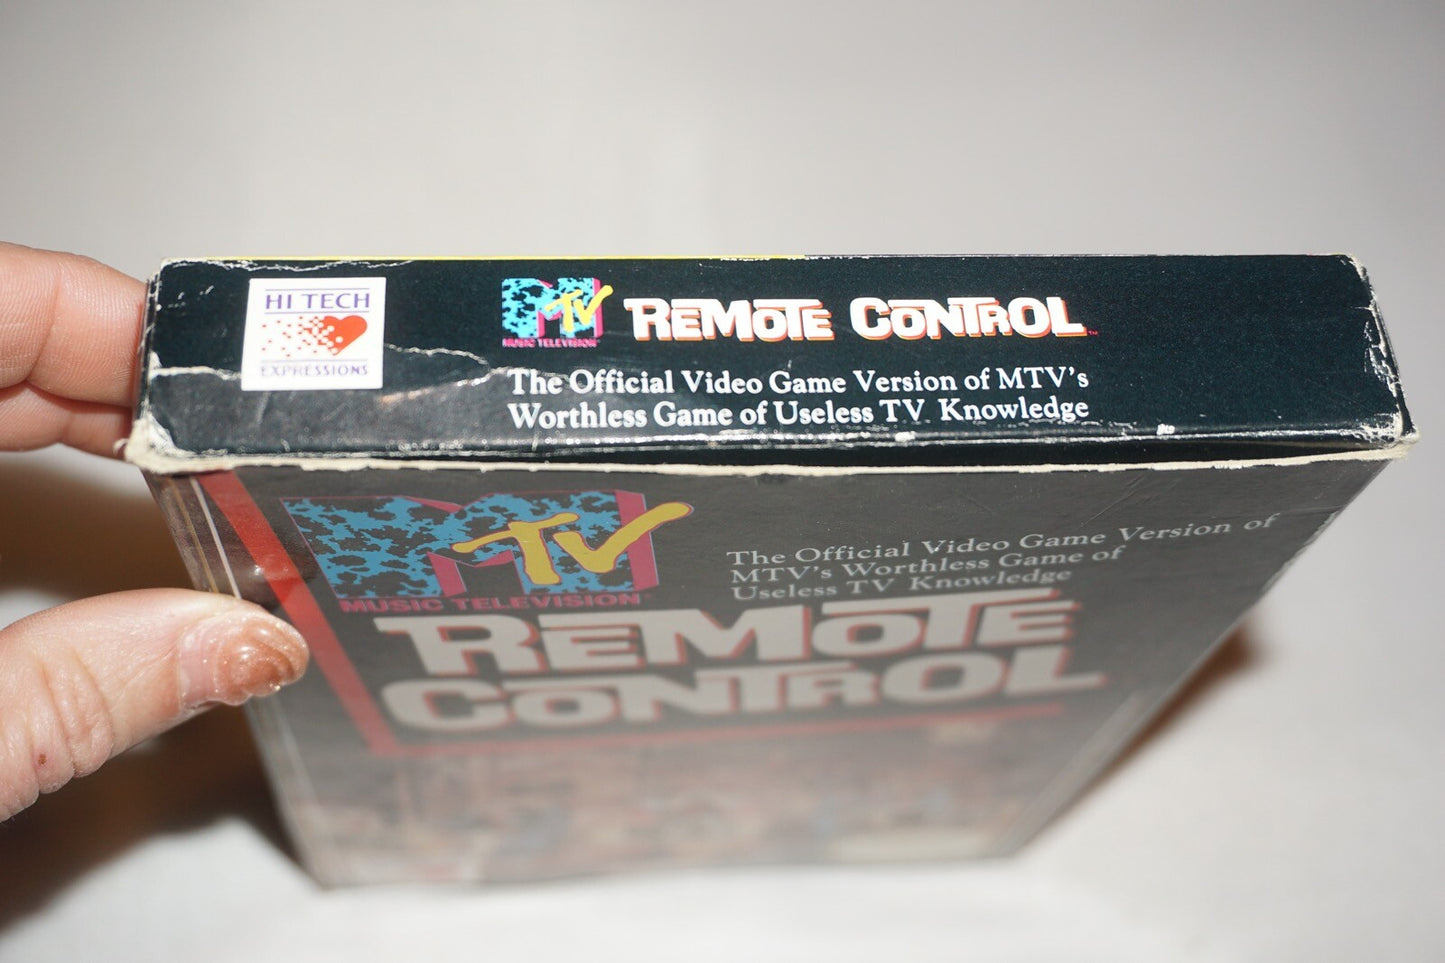 HI TECH
EXPRESSIONS
MTV
MUSIC TELEVISION
REMOTE CONTROL™
The Official Video Game Version of MTV's
Worthless Game of Useless TV Knowledge
MTV
MUSIC TELEVISION
The Official Video Game Version of
MTV's Worthless Game of
Useless TV Knowledge
REMOTE
CONTROL